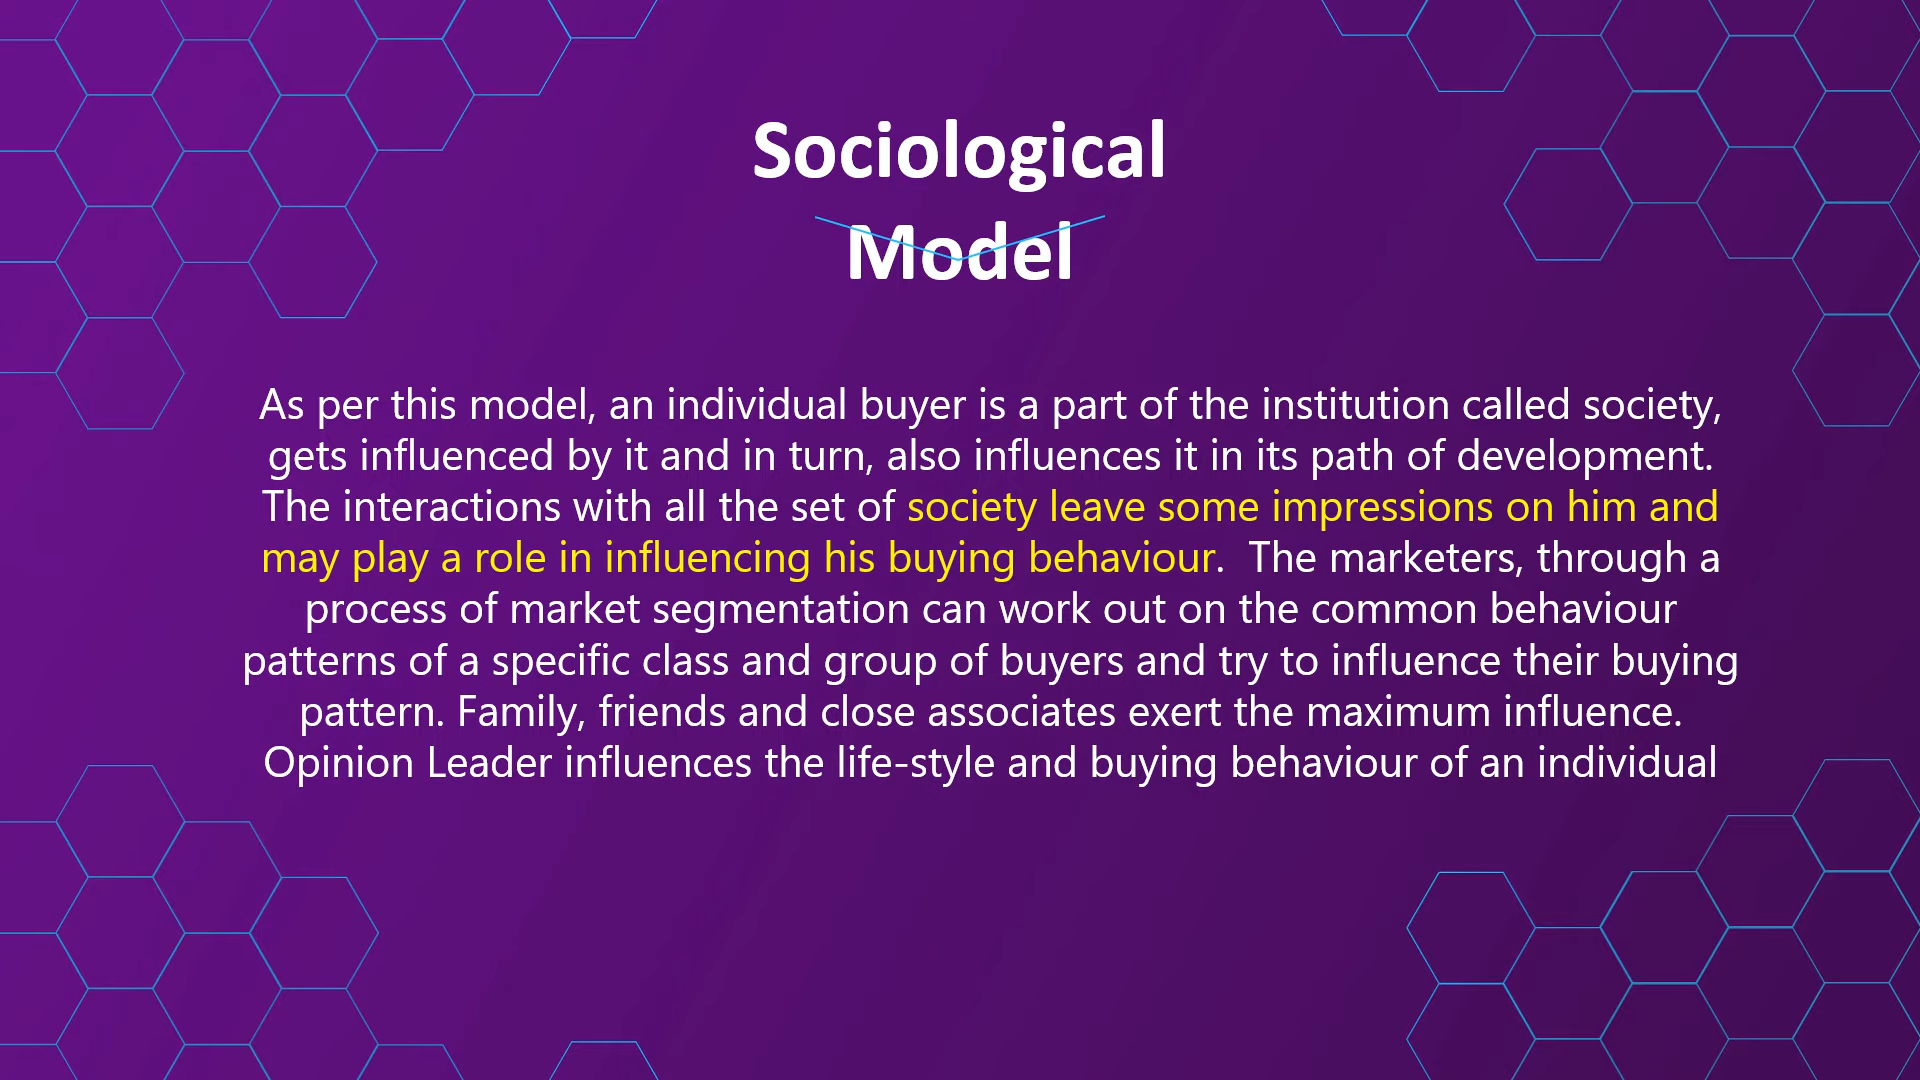 Sociological
Model
As per this model, an individual buyer is a part of the institution called society,
gets influenced by it and in turn, also influences it in its path of development.
The interactions with all the set of society leave some impressions on him and
may play a role in influencing his buying behaviour.  The marketers, through a
process of market segmentation can work out on the common behaviour
patterns of a specific class and group of buyers and try to influence their buying
pattern. Family, friends and close associates exert the maximum influence.
Opinion Leader influences the life-style and buying behaviour of an individual